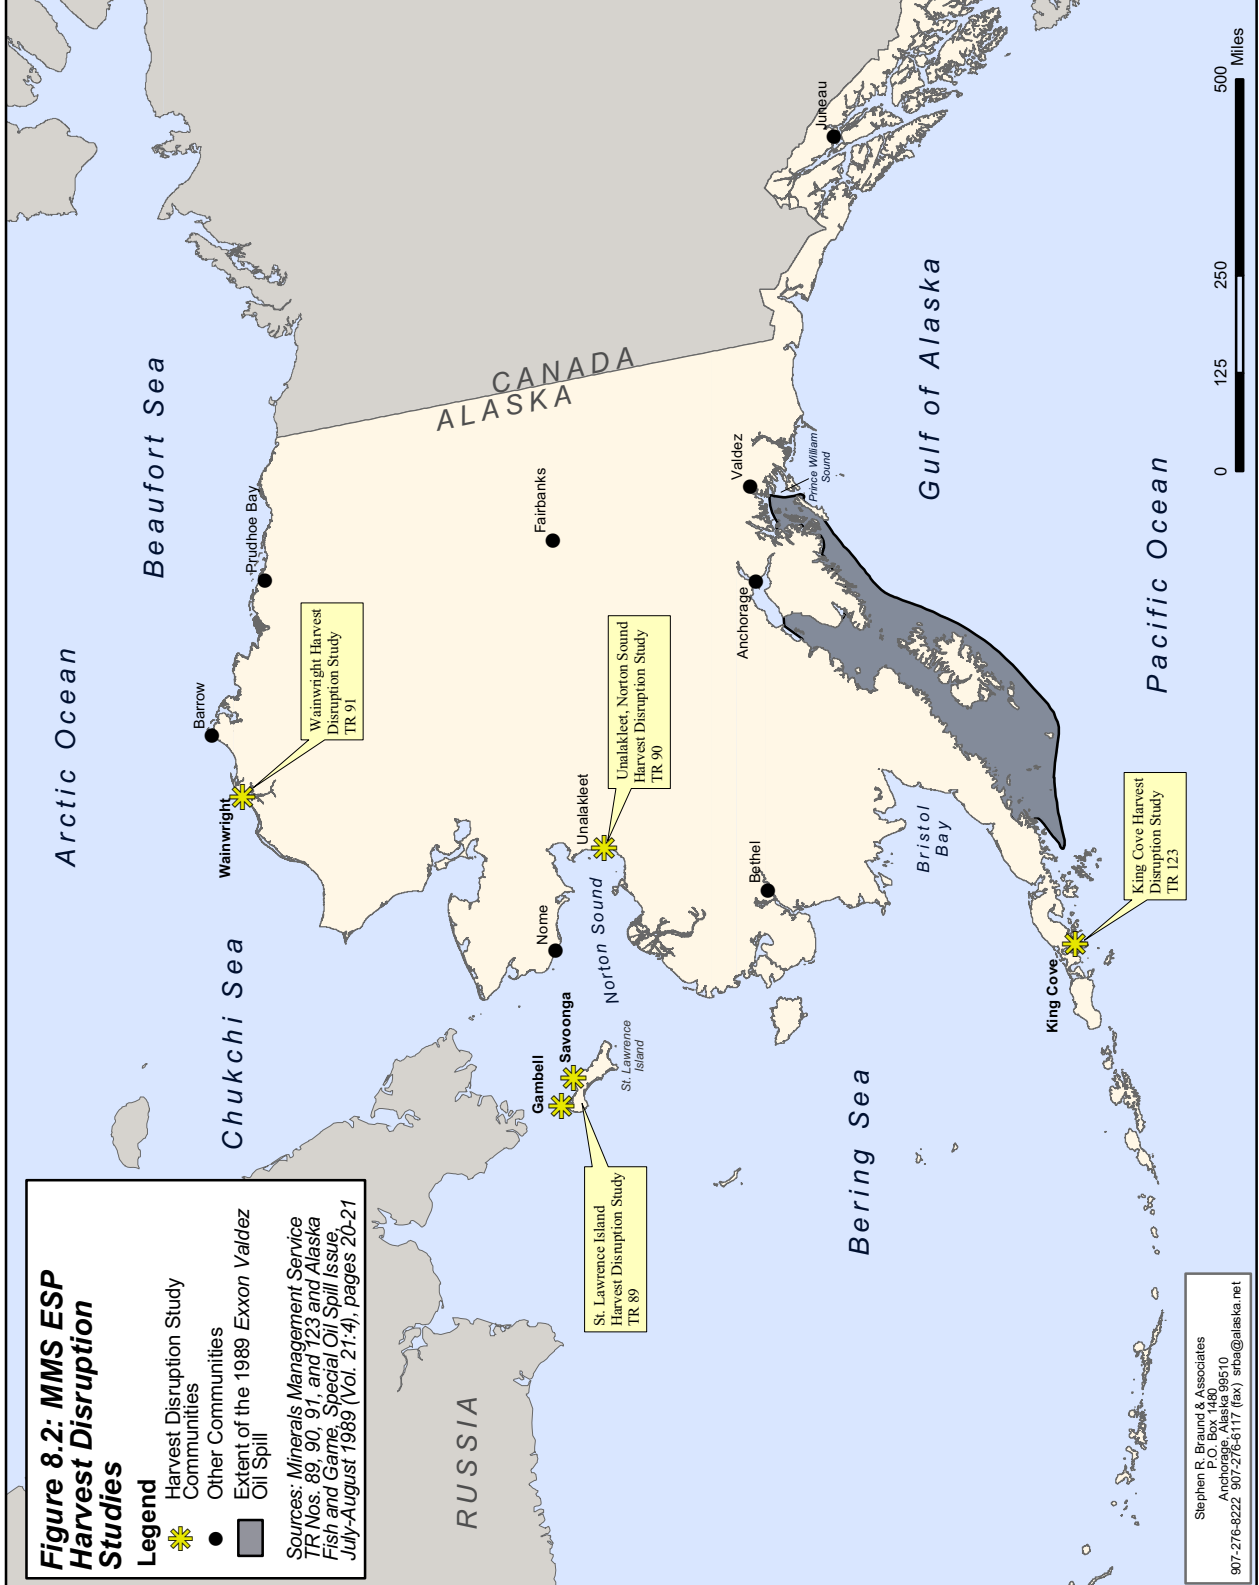 Figure 8.2: MMS ESP
Harvest Disruption
Studies
Legend
Harvest Disruption Study
Communities
Other Communities
Extent of the 1989 Exxon Valdez
Oil Spill
Sources: Minerals Management Service
TR Nos. 89, 90, 91, and 123 and Alaska
Fish and Game, Special Oil Spill Issue,
July-August 1989 (Vol. 21:4), pages 20-21
Arctic Ocean
Beaufort Sea
Chukchi Sea
RUSSIA
Barrow
Prudhoe Bay
Wainwright
Wainwright Harvest
Disruption Study
TR 91
CANADA
ALASKA
Fairbanks
Unalakleet
Unalakleet, Norton Sound
Harvest Disruption Study
TR 90
Nome
Norton Sound
Gambell
Savoonga
St. Lawrence
Island
St. Lawrence Island
Harvest Disruption Study
TR 89
Bethel
Anchorage
Valdez
Prince William
Sound
Juneau
Bristol
Bay
Bering Sea
Gulf of Alaska
Pacific Ocean
King Cove
King Cove Harvest
Disruption Study
TR 123
0 125 250 500
Miles
Stephen R. Braund & Associates
P.O. Box 1480
Anchorage, Alaska 99510
907-276-8222 907-276-6117 (fax) srba@alaska.net